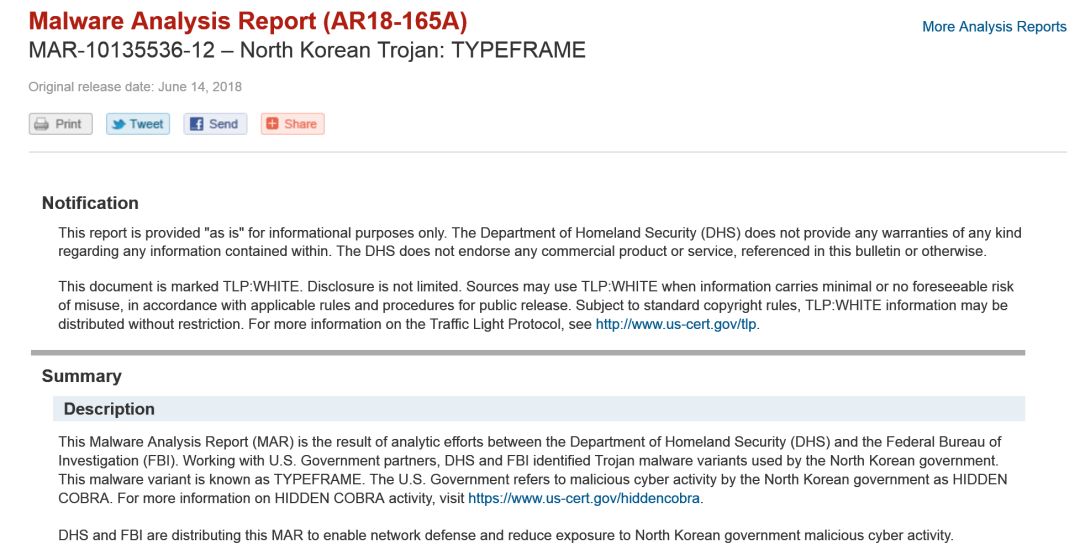 Malware Analysis Report (AR18-165A)
More Analysis Reports
MAR-10135536-12 – North Korean Trojan: TYPEFRAME
Original release date: June 14, 2018
Print Tweet Send Share
Notification
This report is provided "as is" for informational purposes only. The Department of Homeland Security (DHS) does not provide any warranties of any kind
regarding any information contained within. The DHS does not endorse any commercial product or service, referenced in this bulletin or otherwise.
This document is marked TLP:WHITE. Disclosure is not limited. Sources may use TLP:WHITE when information carries minimal or no foreseeable risk
of misuse, in accordance with applicable rules and procedures for public release. Subject to standard copyright rules, TLP:WHITE information may be
distributed without restriction. For more information on the Traffic Light Protocol, see http://www.us-cert.gov/tlp.
Summary
Description
This Malware Analysis Report (MAR) is the result of analytic efforts between the Department of Homeland Security (DHS) and the Federal Bureau of
Investigation (FBI). Working with U.S. Government partners, DHS and FBI identified Trojan malware variants used by the North Korean government.
This malware variant is known as TYPEFRAME. The U.S. Government refers to malicious cyber activity by the North Korean government as HIDDEN
COBRA. For more information on HIDDEN COBRA activity, visit https://www.us-cert.gov/hiddencobra.
DHS and FBI are distributing this MAR to enable network defense and reduce exposure to North Korean government malicious cyber activity.